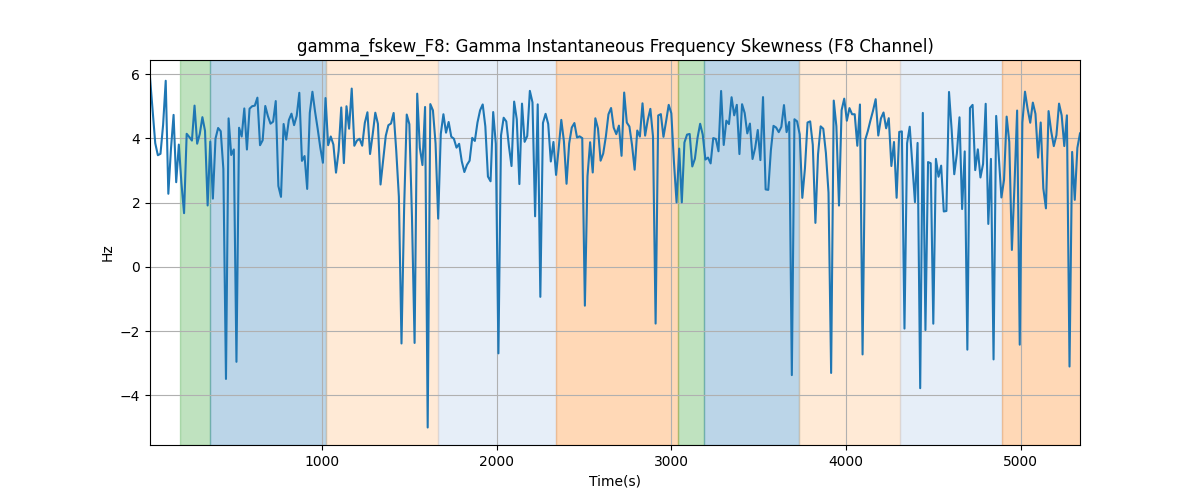 gamma_fskew_F8: Gamma Instantaneous Frequency Skewness (F8 Channel)
6
4
2
0
−2
−4
Hz
1000 2000 3000 4000 5000
Time(s)